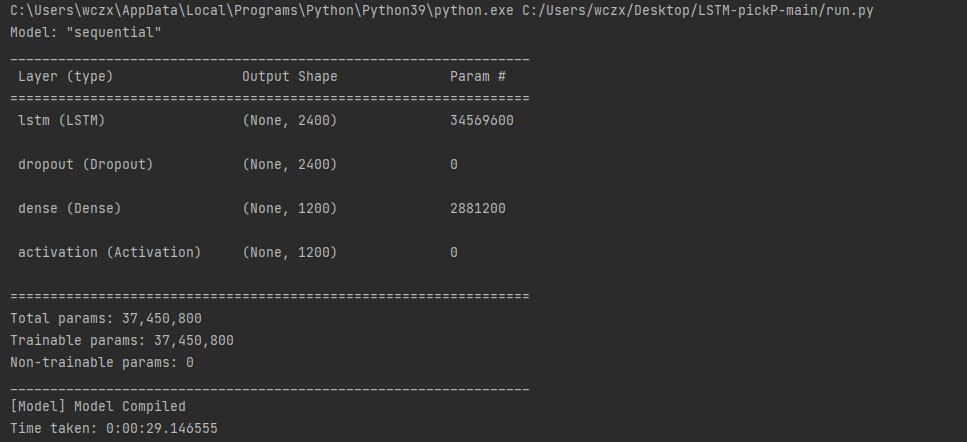 C:\Users\wczx\AppData\Local\Programs\Python\Python39\python.exe C:/Users/wczx/Desktop/LSTM-pickP-main/run.py
Model: "sequential"
_________________________________________________________________
Layer (type) Output Shape Param #
=================================================================
lstm (LSTM) (None, 2400) 34569600
dropout (Dropout) (None, 2400) 0
dense (Dense) (None, 1200) 2881200
activation (Activation) (None, 1200) 0
=================================================================
Total params: 37,450,800
Trainable params: 37,450,800
Non-trainable params: 0
_________________________________________________________________
[Model] Model Compiled
Time taken: 0:00:29.146555